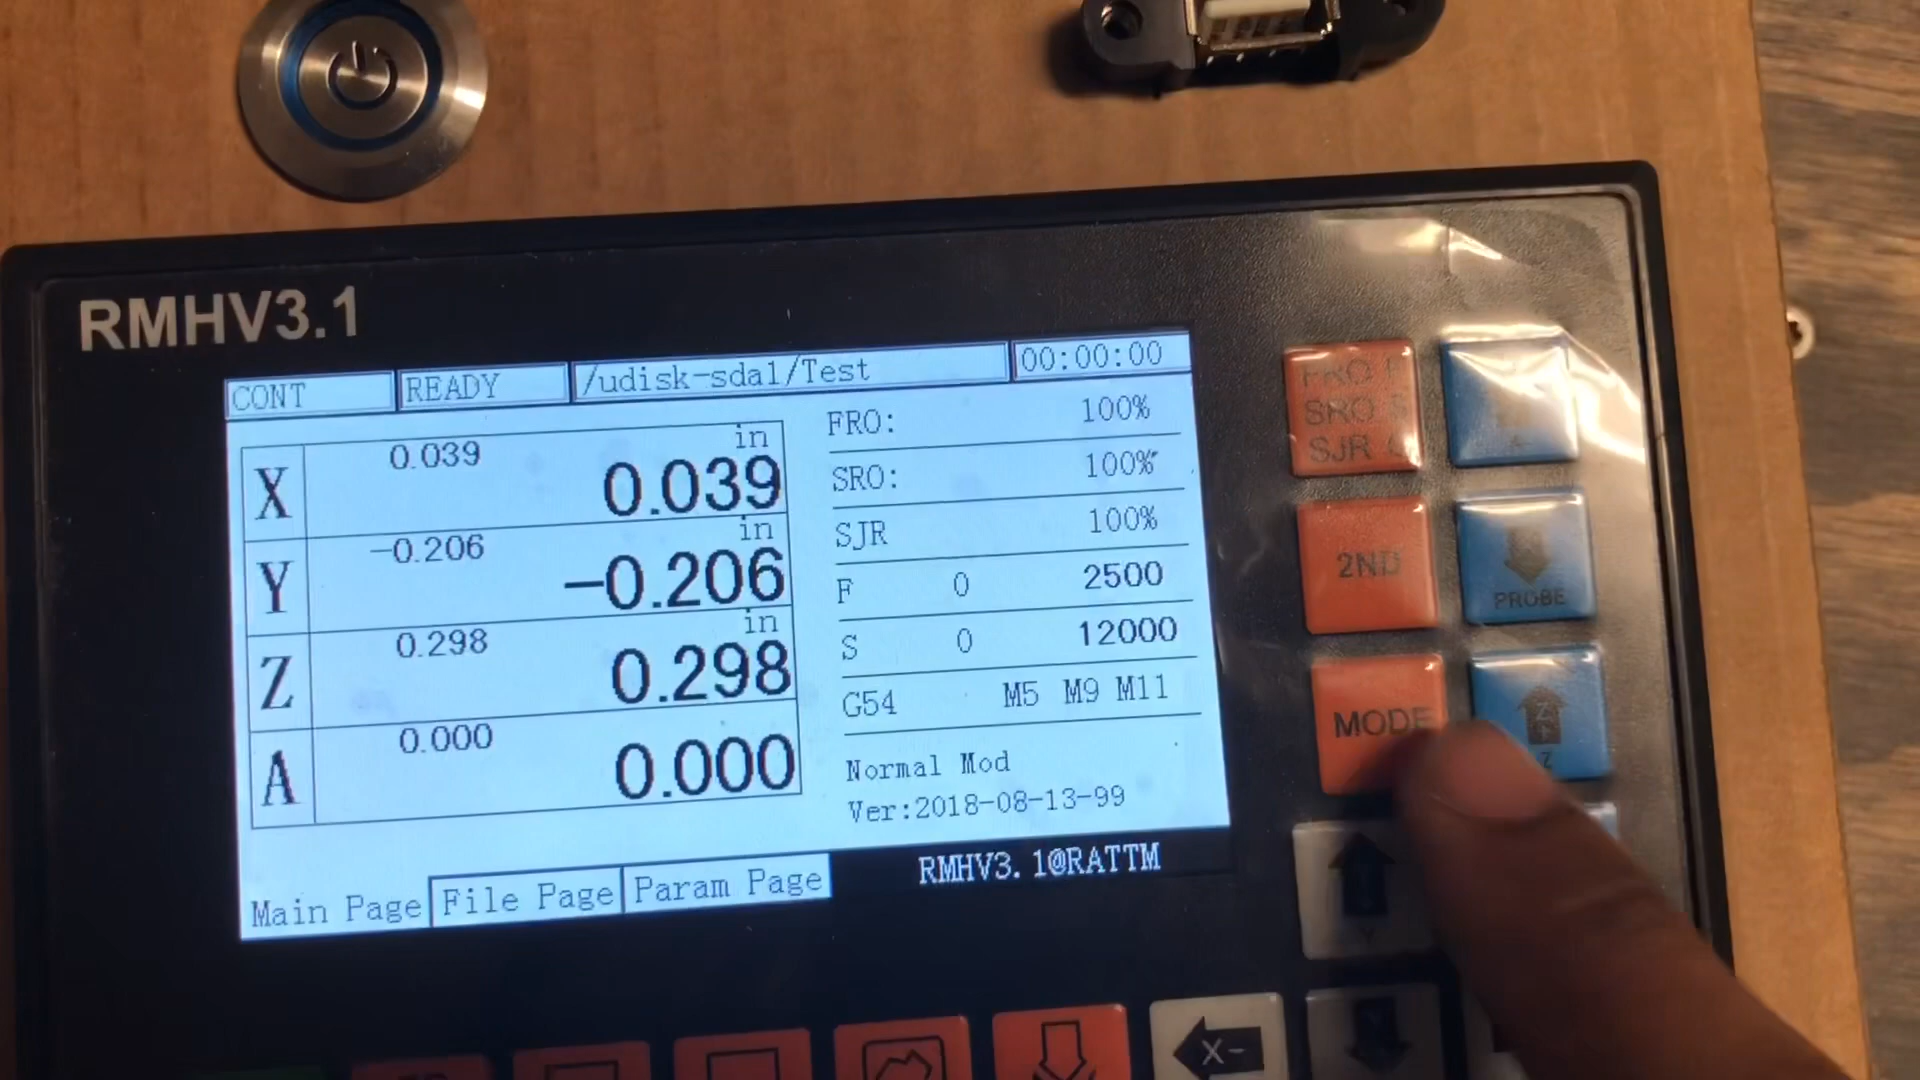 RMHV3.1
CONT READY /udisk-sda1/Test 00:00:00
X 0.039 in 0.039
Y -0.206 in -0.206
Z 0.298 in 0.298
A 0.000 0.000
FRO: 100%
SRO: 100%
SJR 100%
F 0 2500
S 0 12000
G54 M5 M9 M11
Normal Mod
Ver:2018-08-13-99
Main Page File Page Param Page
RMHV3.1@RATTM
FRO
SRO
SJR
2ND
PROBE
MODE
Z+
X-